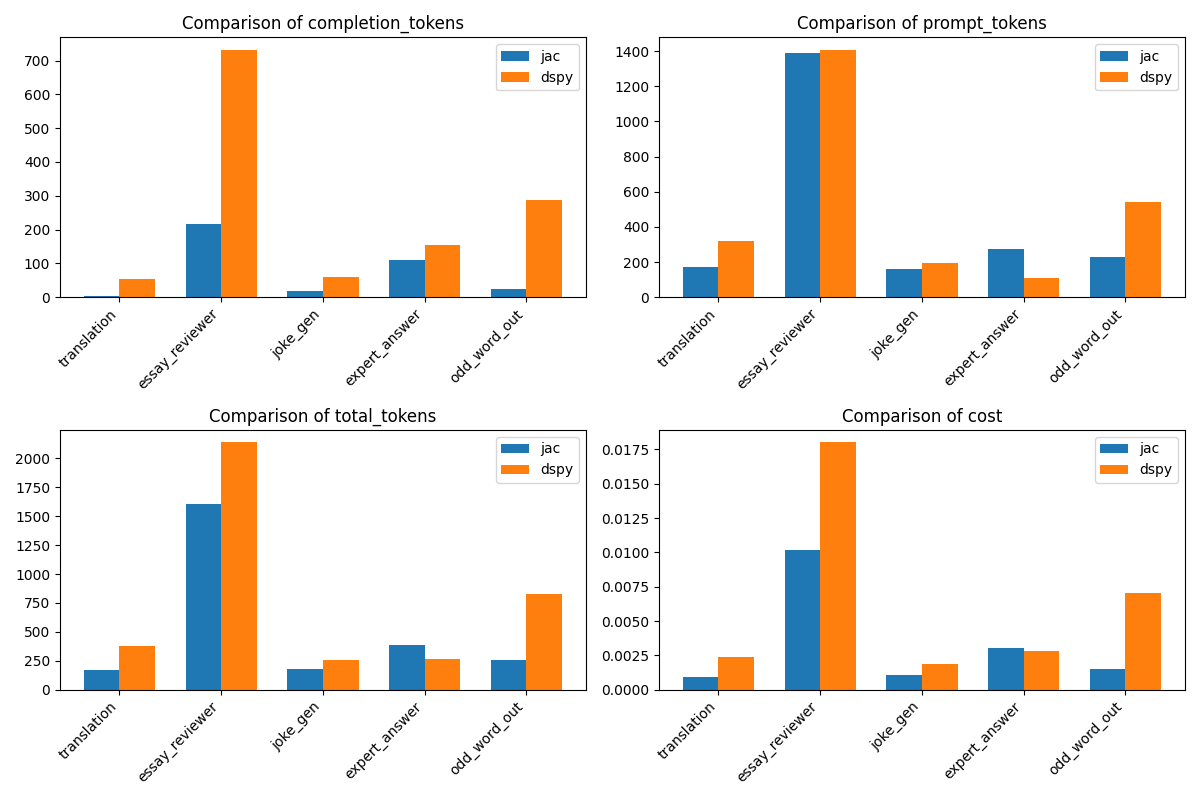 Comparison of completion_tokens
700
600
500
400
300
200
100
0
jac
dspy
translation
essay_reviewer
joke_gen
expert_answer
odd_word_out
Comparison of prompt_tokens
1400
1200
1000
800
600
400
200
0
jac
dspy
translation
essay_reviewer
joke_gen
expert_answer
odd_word_out
Comparison of total_tokens
2000
1750
1500
1250
1000
750
500
250
0
jac
dspy
translation
essay_reviewer
joke_gen
expert_answer
odd_word_out
Comparison of cost
0.0175
0.0150
0.0125
0.0100
0.0075
0.0050
0.0025
0.0000
jac
dspy
translation
essay_reviewer
joke_gen
expert_answer
odd_word_out